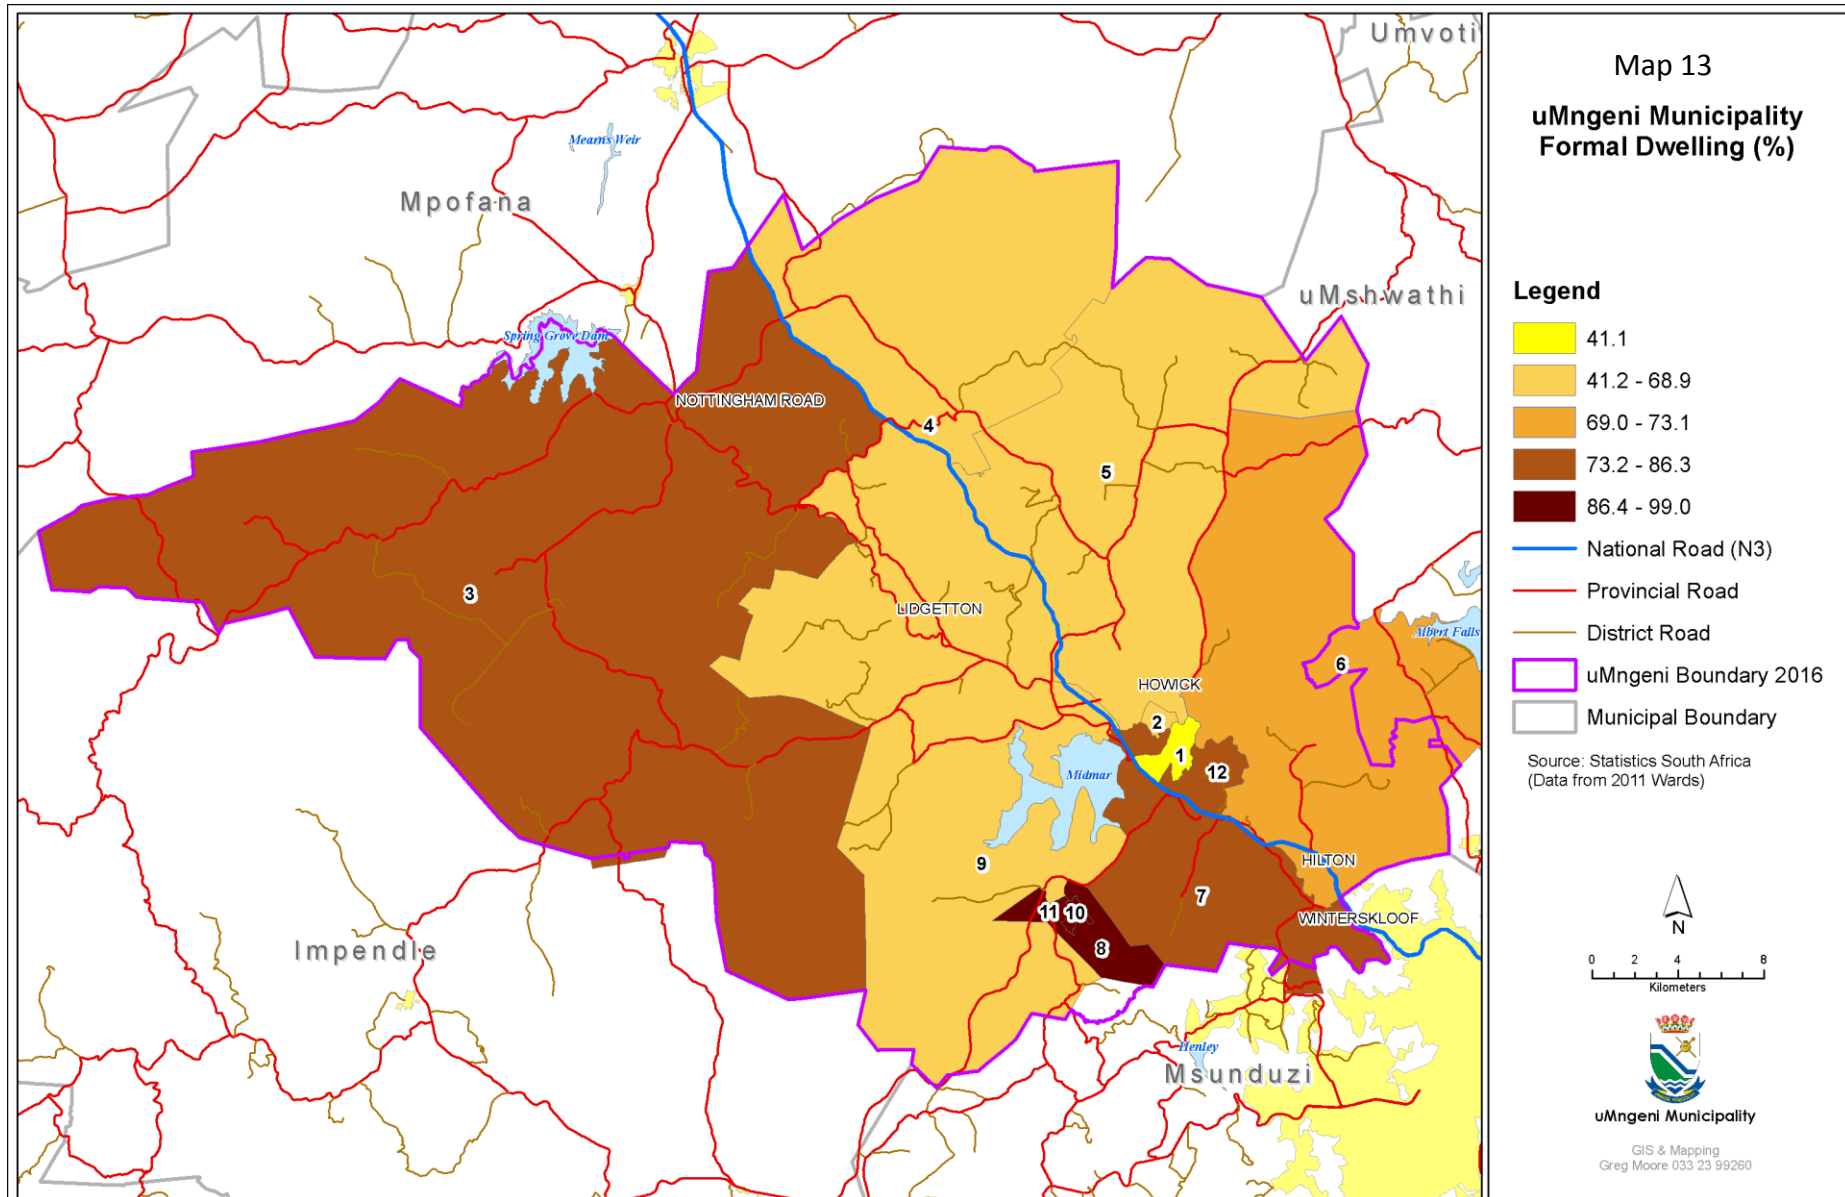 Umvoti
Mearns Weir
Mpofana
uMshwathi
Spring Grove Dam
NOTTINGHAM ROAD
4
5
3
LIDGETTON
Albert Falls
6
HOWICK
2
1
12
Midmar
9
HILTON
7
11
10
WINTERSKLOOF
8
Impendle
Henley
Msunduzi
Map 13
uMngeni Municipality
Formal Dwelling (%)
Legend
41.1
41.2 - 68.9
69.0 - 73.1
73.2 - 86.3
86.4 - 99.0
National Road (N3)
Provincial Road
District Road
uMngeni Boundary 2016
Municipal Boundary
Source: Statistics South Africa
(Data from 2011 Wards)
N
0 2 4 8
Kilometers
uMngeni Municipality
GIS & Mapping
Greg Moore 033 23 99260